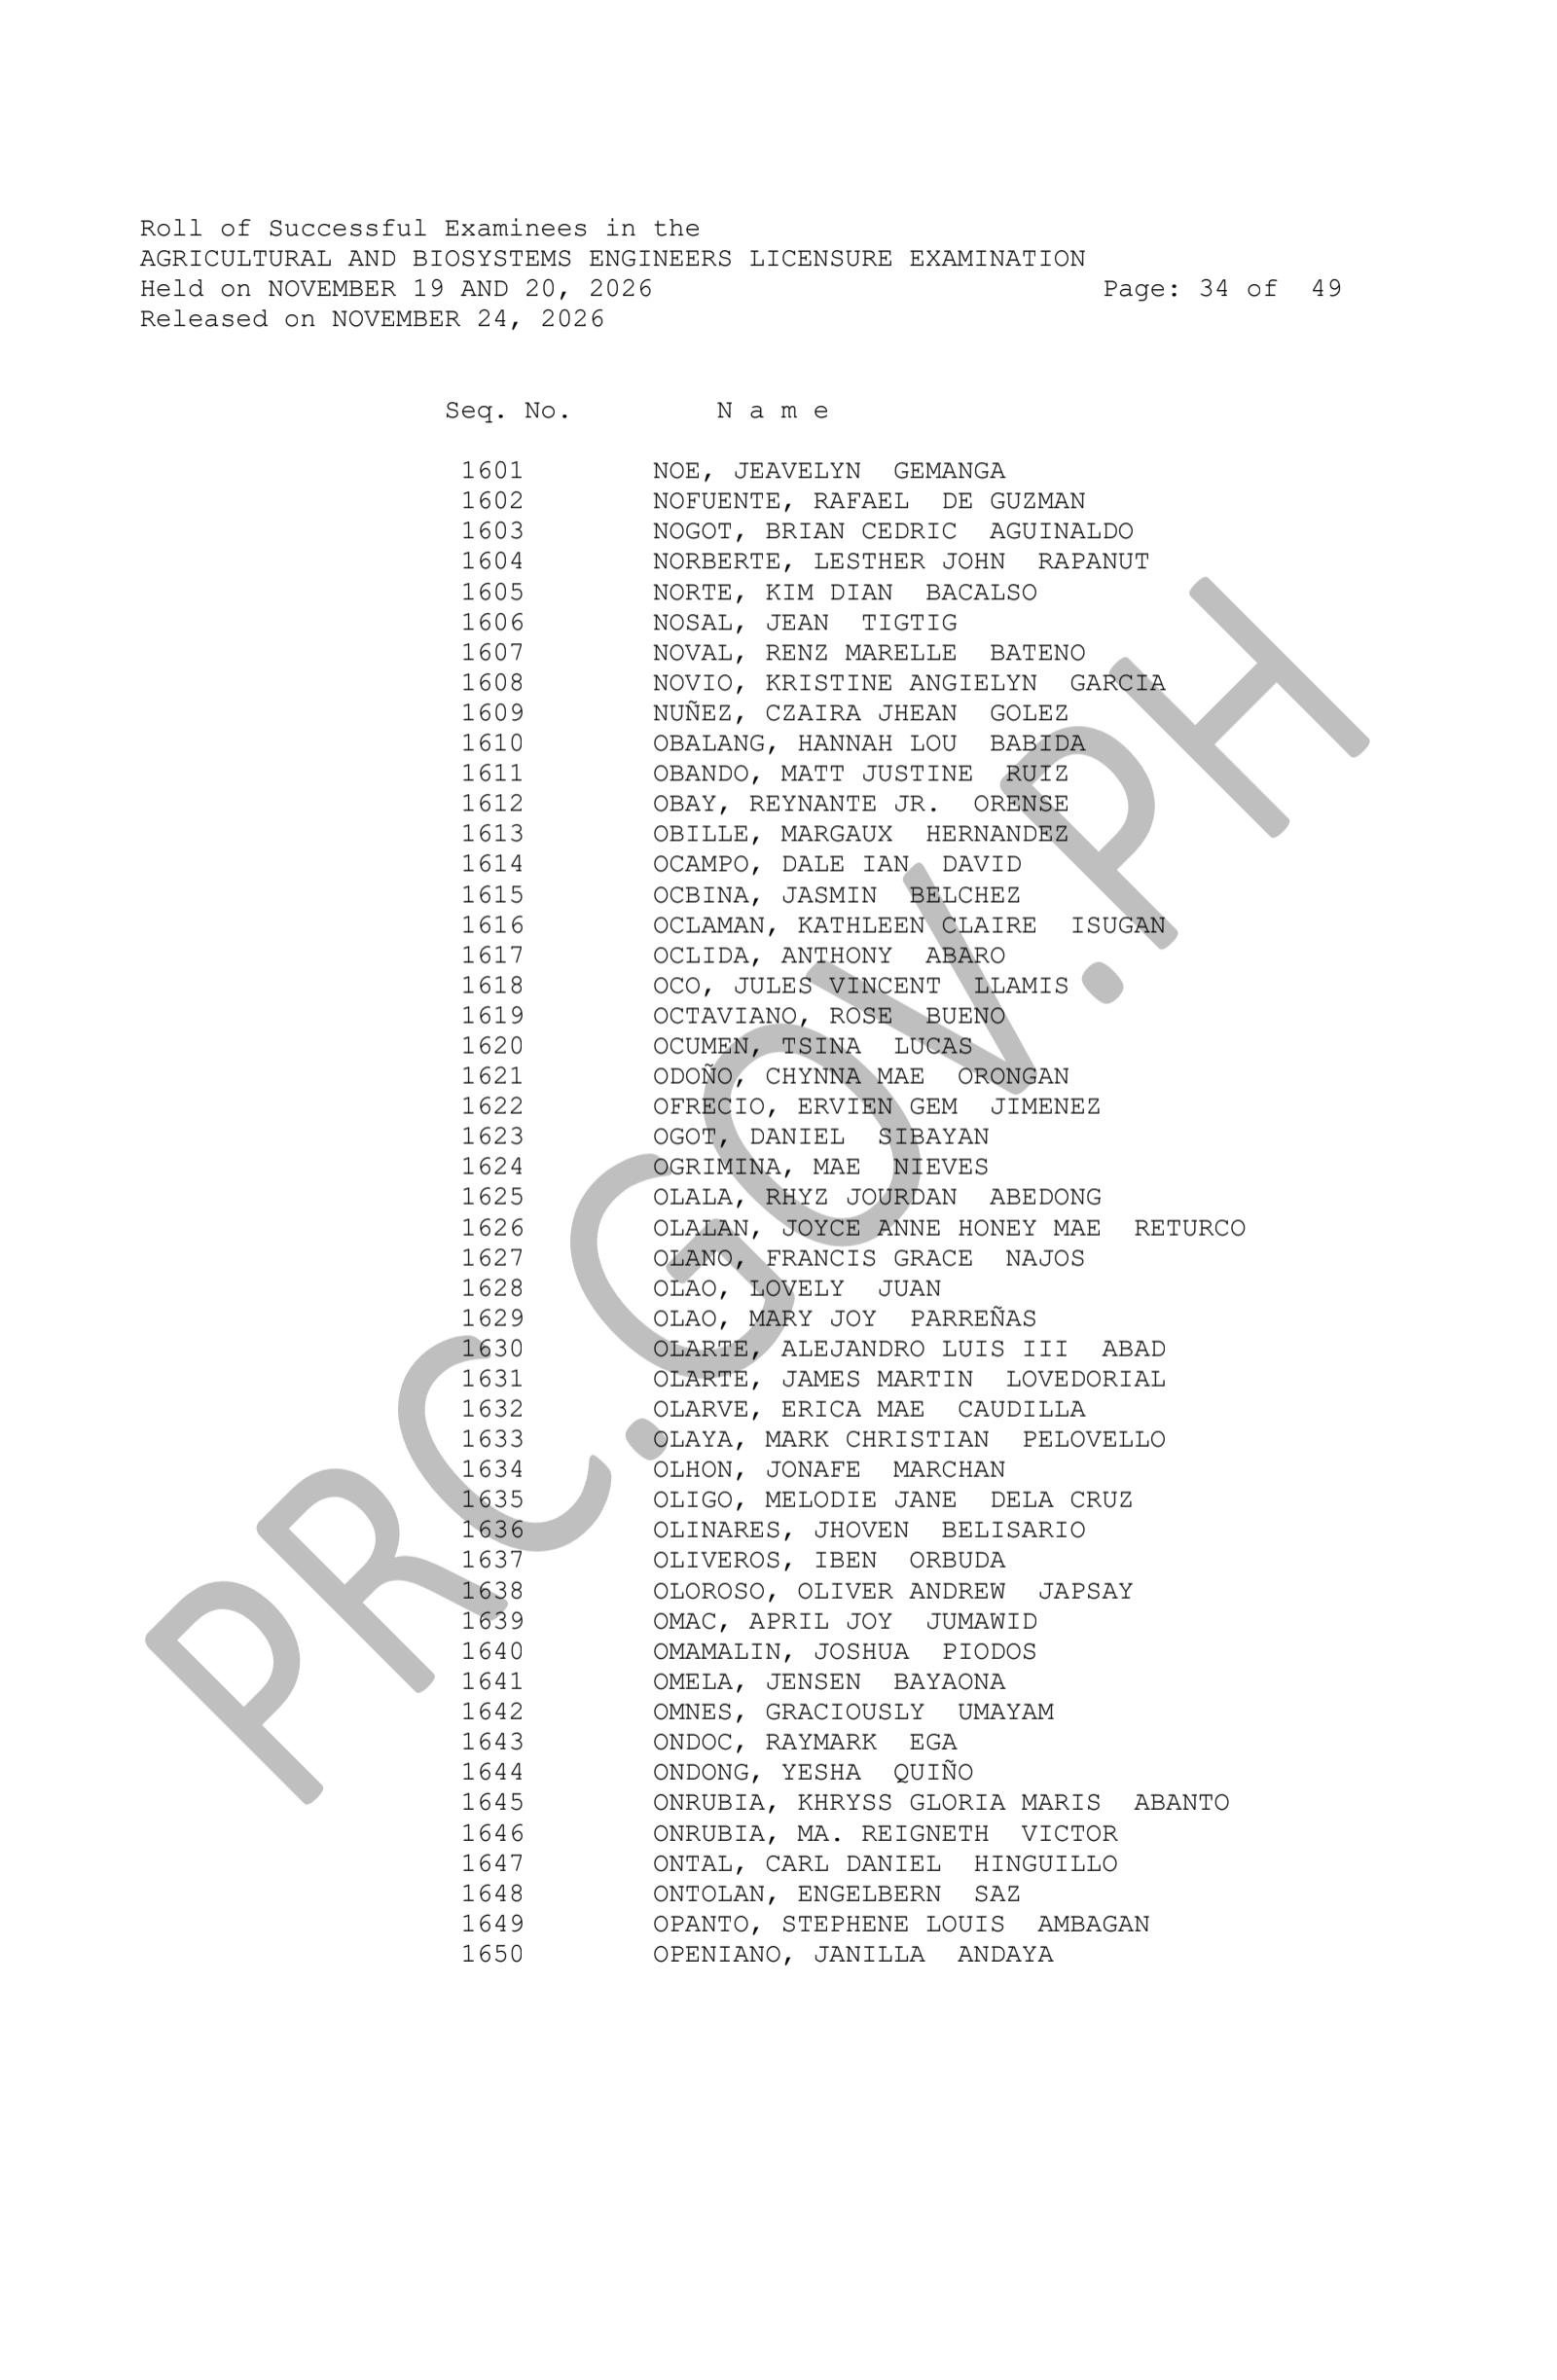 Roll of Successful Examinees in the
AGRICULTURAL AND BIOSYSTEMS ENGINEERS LICENSURE EXAMINATION
Held on NOVEMBER 19 AND 20, 2026 Page: 34 of 49
Released on NOVEMBER 24, 2026
Seq. No. N a m e
1601 NOE, JEAVELYN GEMANGA
1602 NOFUENTE, RAFAEL DE GUZMAN
1603 NOGOT, BRIAN CEDRIC AGUINALDO
1604 NORBERTE, LESTHER JOHN RAPANUT
1605 NORTE, KIM DIAN BACALSO
1606 NOSAL, JEAN TIGTIG
1607 NOVAL, RENZ MARELLE BATENO
1608 NOVIO, KRISTINE ANGIELYN GARCIA
1609 NUÑEZ, CZAIRA JHEAN GOLEZ
1610 OBALANG, HANNAH LOU BABIDA
1611 OBANDO, MATT JUSTINE RUIZ
1612 OBAY, REYNANTE JR. ORENSE
1613 OBILLE, MARGAUX HERNANDEZ
1614 OCAMPO, DALE IAN DAVID
1615 OCBINA, JASMIN BELCHEZ
1616 OCLAMAN, KATHLEEN CLAIRE ISUGAN
1617 OCLIDA, ANTHONY ABARO
1618 OCO, JULES VINCENT LLAMIS
1619 OCTAVIANO, ROSE BUENO
1620 OCUMEN, TSINA LUCAS
1621 ODOÑO, CHYNNA MAE ORONGAN
1622 OFRECIO, ERVIEN GEM JIMENEZ
1623 OGOT, DANIEL SIBAYAN
1624 OGRIMINA, MAE NIEVES
1625 OLALA, RHYZ JOURDAN ABEDONG
1626 OLALAN, JOYCE ANNE HONEY MAE RETURCO
1627 OLANO, FRANCIS GRACE NAJOS
1628 OLAO, LOVELY JUAN
1629 OLAO, MARY JOY PARREÑAS
1630 OLARTE, ALEJANDRO LUIS III ABAD
1631 OLARTE, JAMES MARTIN LOVEDORIAL
1632 OLARVE, ERICA MAE CAUDILLA
1633 OLAYA, MARK CHRISTIAN PELOVELLO
1634 OLHON, JONAFE MARCHAN
1635 OLIGO, MELODIE JANE DELA CRUZ
1636 OLINARES, JHOVEN BELISARIO
1637 OLIVEROS, IBEN ORBUDA
1638 OLOROSO, OLIVER ANDREW JAPSAY
1639 OMAC, APRIL JOY JUMAWID
1640 OMAMALIN, JOSHUA PIODOS
1641 OMELA, JENSEN BAYAONA
1642 OMNES, GRACIOUSLY UMAYAM
1643 ONDOC, RAYMARK EGA
1644 ONDONG, YESHA QUIÑO
1645 ONRUBIA, KHRYSS GLORIA MARIS ABANTO
1646 ONRUBIA, MA. REIGNETH VICTOR
1647 ONTAL, CARL DANIEL HINGUILLO
1648 ONTOLAN, ENGELBERN SAZ
1649 OPANTO, STEPHENE LOUIS AMBAGAN
1650 OPENIANO, JANILLA ANDAYA
PRC.GOV.PH